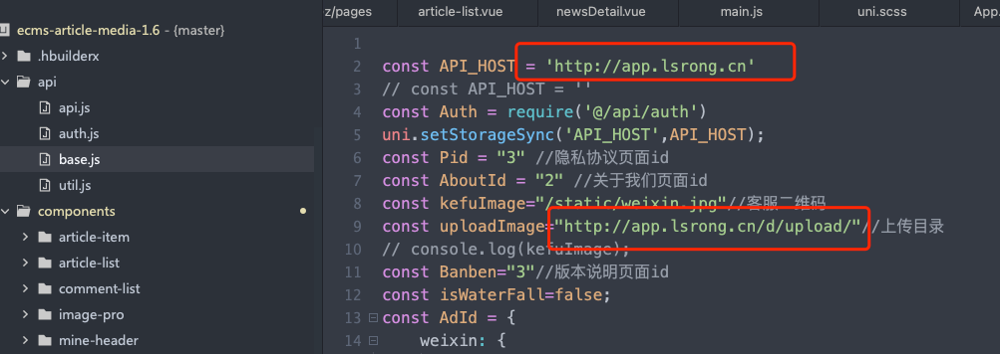 z/pages article-list.vue newsDetail.vue main.js uni.scss App.
ecms-article-media-1.6 - {master}
.hbuilderx
api
api.js
auth.js
base.js
util.js
components
article-item
article-list
comment-list
image-pro
mine-header
1
2 const API_HOST = 'http://app.lsrong.cn'
3 // const API_HOST = ''
4 const Auth = require('@/api/auth')
5 uni.setStorageSync('API_HOST',API_HOST);
6 const Pid = "3" //隐私协议页面id
7 const AboutId = "2" //关于我们页面id
8 const kefuImage="/static/weixin.jpg"//客服二维码
9 const uploadImage="http://app.lsrong.cn/d/upload/"//上传目录
10 // console.log(kefuImage);
11 const Banben="3"//版本说明页面id
12 const isWaterFall=false;
13 const AdId = {
14 weixin: {